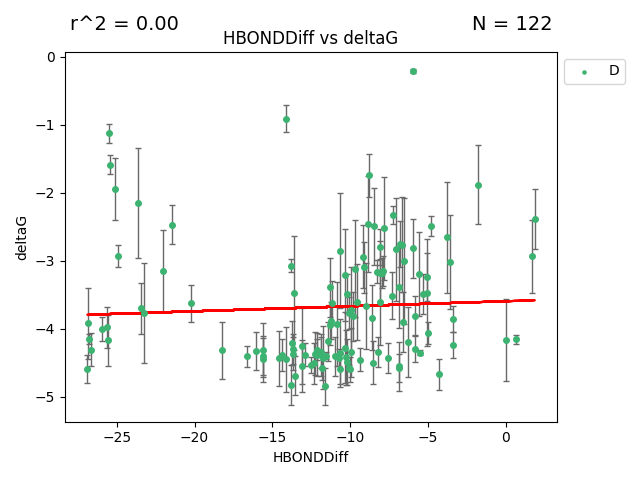 r^2 = 0.00
N = 122
HBONDDiff vs deltaG
D
deltaG
0
−1
−2
−3
−4
−5
−25
−20
−15
−10
−5
0
HBONDDiff